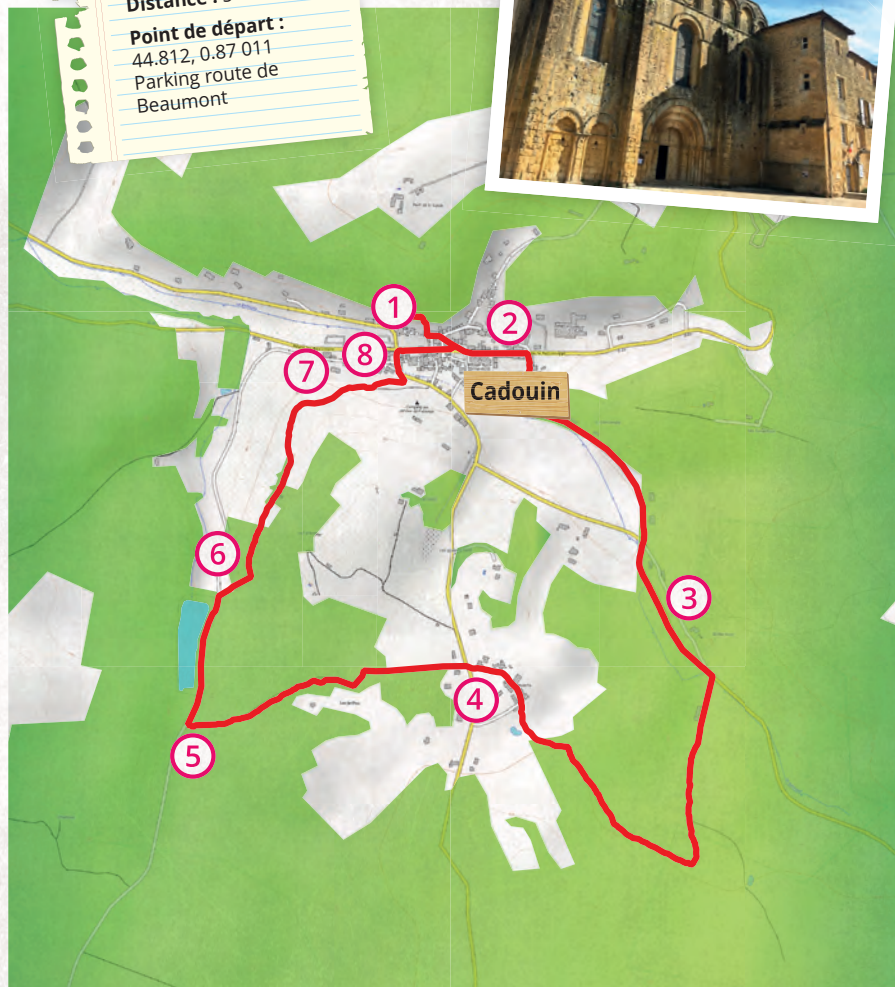 Distance :
Point de départ :
44.812, 0.87 011
Parking route de
Beaumont
1
2
8
7
Cadouin
6
3
4
5